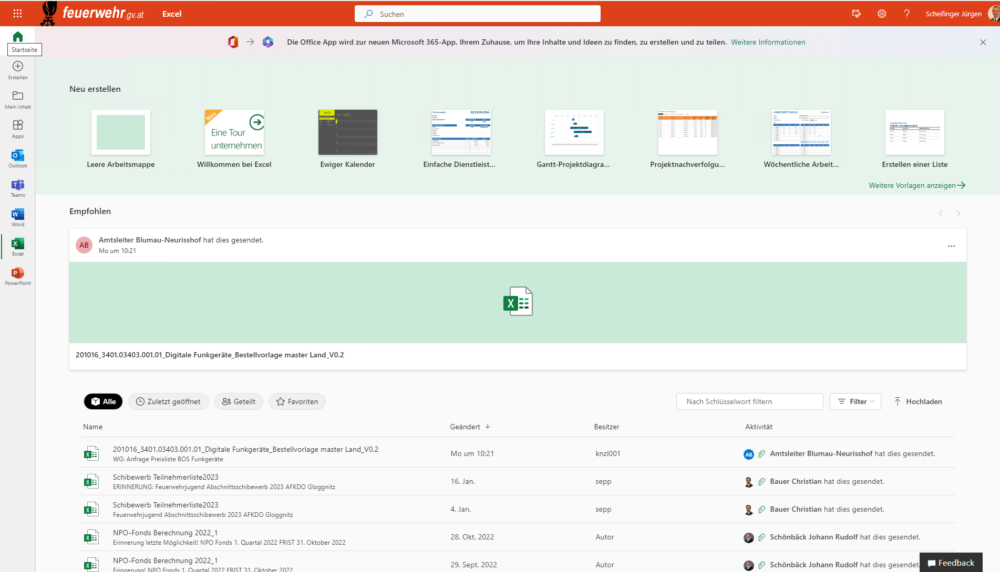 feuerwehr.gv.at
Excel
Suchen
Scheifinger Jürgen
Startseite
Die Office App wird zur neuen Microsoft 365-App, Ihrem Zuhause, um Ihre Inhalte und Ideen zu finden, zu erstellen und zu teilen. Weitere Informationen
Erstellen
Mein Inhalt
Apps
Outlook
Teams
Word
Excel
PowerPoint
Neu erstellen
Neu
Eine Tour
unternehmen
JAHR
RECHNUNG
ARBEITSZEITTABELLE
ERSTELLEN EINER LISTE
Leere Arbeitsmappe
Willkommen bei Excel
Ewiger Kalender
Einfache Dienstleist...
Gantt-Projektdiagra...
Projektnachverfolgu...
Wöchentliche Arbeit...
Erstellen einer Liste
Weitere Vorlagen anzeigen
Empfohlen
AB
Amtsleiter Blumau-Neurisshof hat dies gesendet.
Mo um 10:21
201016_3401.03403.001.01_Digitale Funkgeräte_Bestellvorlage master Land_V0.2
Alle
Zuletzt geöffnet
Geteilt
Favoriten
Nach Schlüsselwort filtern
Filter
Hochladen
Name Geändert Besitzer Aktivität
201016_3401.03403.001.01_Digitale Funkgeräte_Bestellvorlage master Land_V0.2
WG: Anfrage Preisliste BOS Funkgeräte
Mo um 10:21 knzl001 AB Amtsleiter Blumau-Neurisshof hat dies gesendet.
Schibewerb Teilnehmerliste2023
ERINNERUNG: Feuerwehrjugend Abschnittsschibewerb 2023 AFKDO Gloggnitz
16. Jan. sepp Bauer Christian hat dies gesendet.
Schibewerb Teilnehmerliste2023
Feuerwehrjugend Abschnittsschibewerb 2023 AFKDO Gloggnitz
4. Jan. sepp Bauer Christian hat dies gesendet.
NPO-Fonds Berechnung 2022_1
Erinnerung letzte Möglichkeit! NPO Fonds 1. Quartal 2022 FRIST 31. Oktober 2022
28. Okt. 2022 Autor Schönbäck Johann Rudolf hat dies gesendet.
NPO-Fonds Berechnung 2022_1
Erinnerung! NPO Fonds 1. Quartal 2022 FRIST 31. Oktober 2022
29. Sept. 2022 Autor Schönbäck Johann Rudolf hat dies gesendet.
Feedback